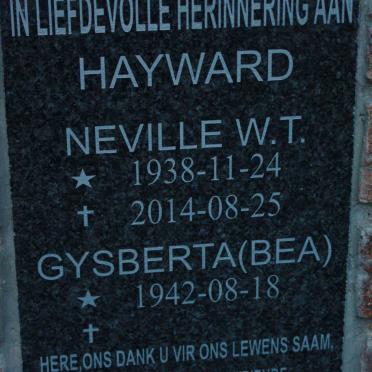 IN LIEFDEVOLLE HERINNERING AAN
HAYWARD
NEVILLE W.T.
★ 1938-11-24
✝ 2014-08-25
GYSBERTA(BEA)
★ 1942-08-18
✝
HERE,ONS DANK U VIR ONS LEWENS SAAM,